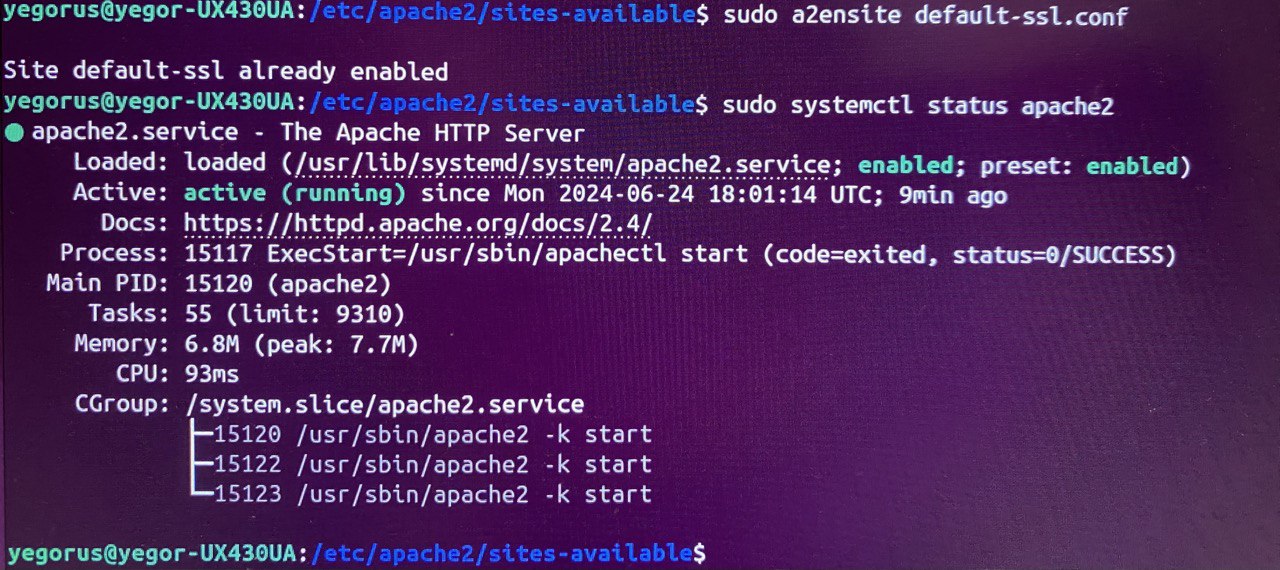 yegorus@yegor-UX430UA:/etc/apache2/sites-available$ sudo a2ensite default-ssl.conf
Site default-ssl already enabled
yegorus@yegor-UX430UA:/etc/apache2/sites-available$ sudo systemctl status apache2
● apache2.service - The Apache HTTP Server
Loaded: loaded (/usr/lib/systemd/system/apache2.service; enabled; preset: enabled)
Active: active (running) since Mon 2024-06-24 18:01:14 UTC; 9min ago
Docs: https://httpd.apache.org/docs/2.4/
Process: 15117 ExecStart=/usr/sbin/apachectl start (code=exited, status=0/SUCCESS)
Main PID: 15120 (apache2)
Tasks: 55 (limit: 9310)
Memory: 6.8M (peak: 7.7M)
CPU: 93ms
CGroup: /system.slice/apache2.service
├─15120 /usr/sbin/apache2 -k start
├─15122 /usr/sbin/apache2 -k start
└─15123 /usr/sbin/apache2 -k start
yegorus@yegor-UX430UA:/etc/apache2/sites-available$